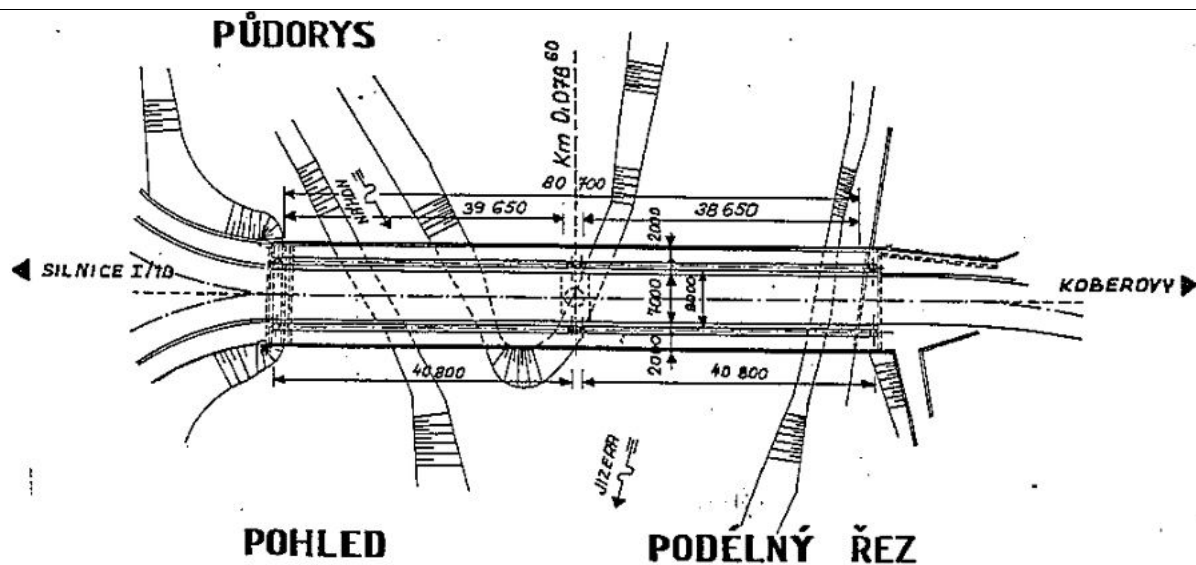 PŮDORYS
Km 0,078 60
80 700
NÁHON
39 650
38 650
2000
SILNICE I/10
7000
8000
KOBEROVY
2000
40 800
40 800
JIZERA
POHLED
PODÉLNÝ ŘEZ